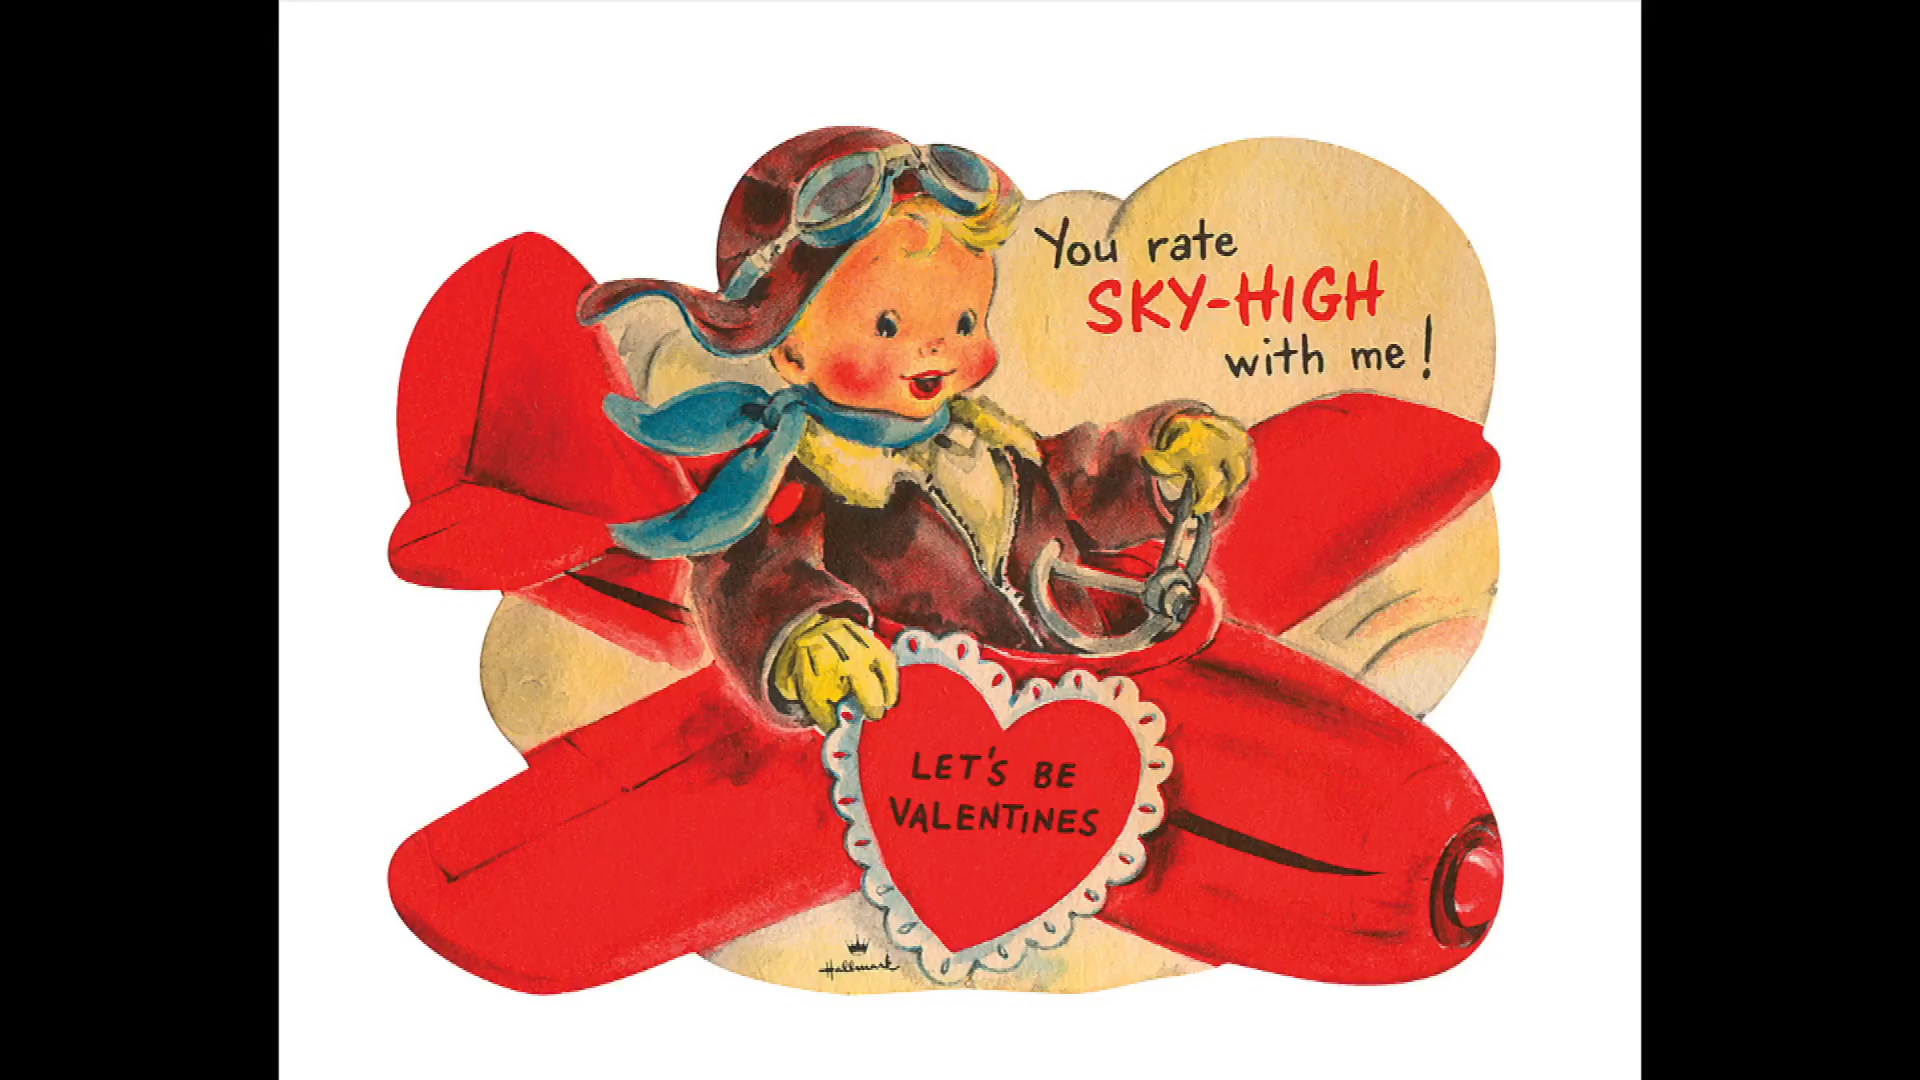 You rate
SKY-HIGH
with me!
LET'S BE
VALENTINES
Hallmark